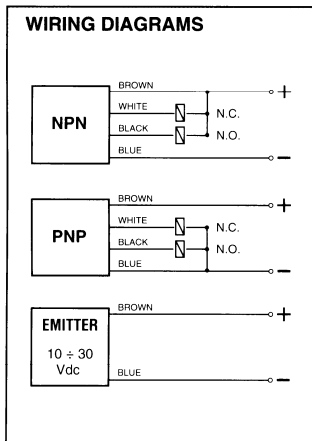 WIRING DIAGRAMS
BROWN +
WHITE N.C.
NPN
BLACK N.O.
BLUE −
BROWN +
WHITE N.C.
PNP
BLACK N.O.
BLUE −
BROWN +
EMITTER
10 ÷ 30
Vdc
BLUE −